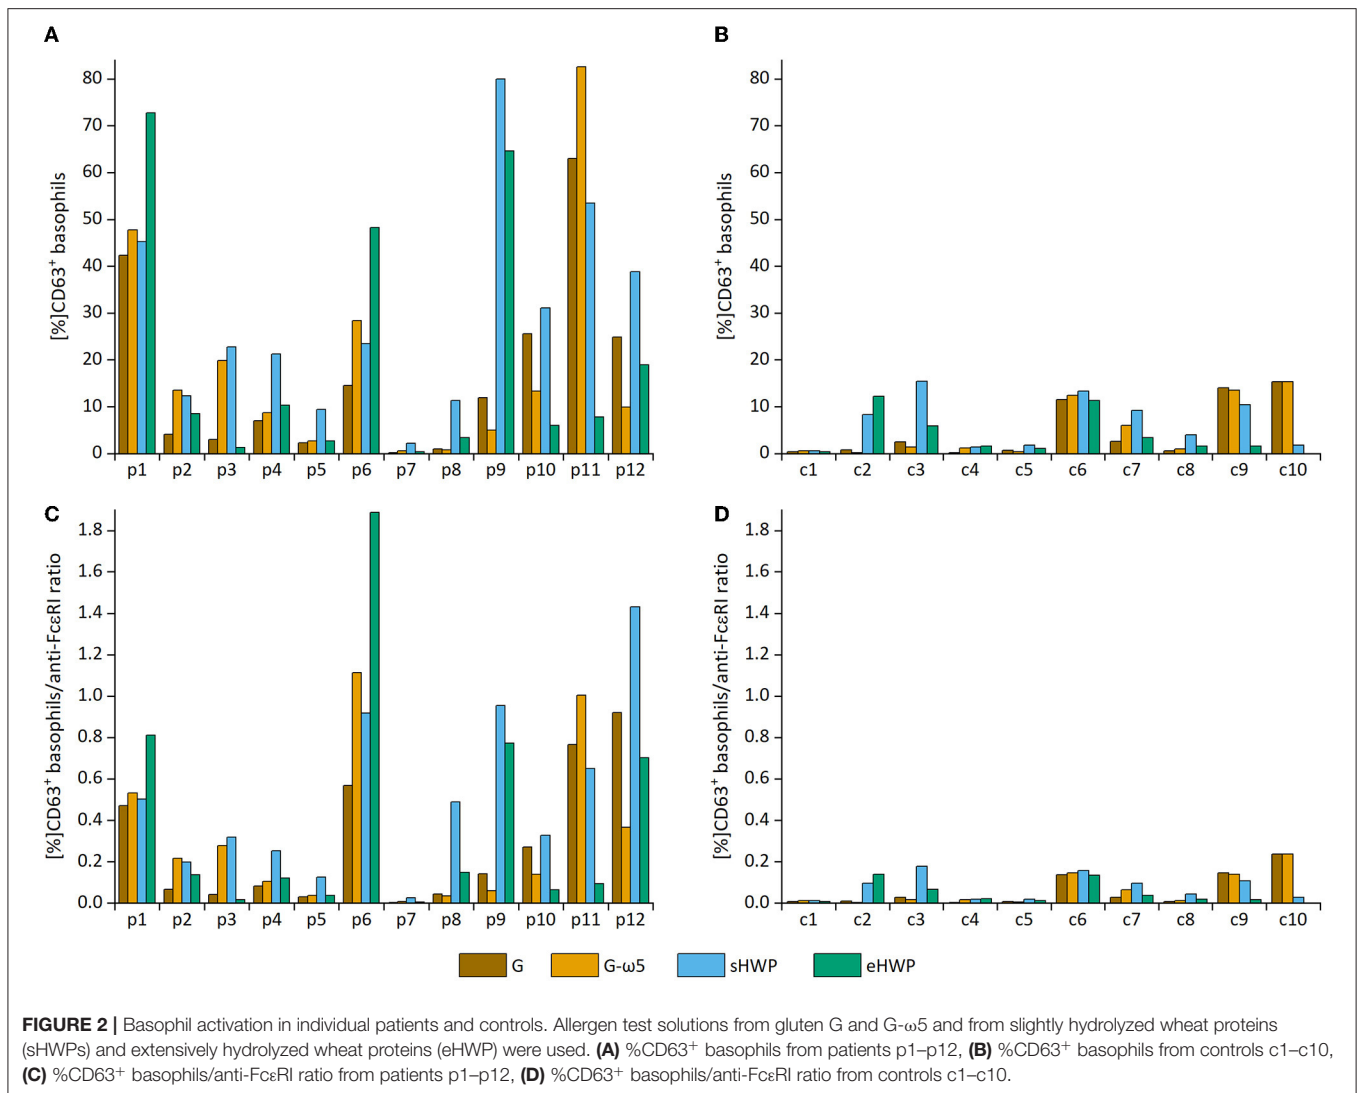 A
[%]CD63⁺ basophils
80
70
60
50
40
30
20
10
0
p1 p2 p3 p4 p5 p6 p7 p8 p9 p10 p11 p12
B
[%]CD63⁺ basophils
80
70
60
50
40
30
20
10
0
c1 c2 c3 c4 c5 c6 c7 c8 c9 c10
C
[%]CD63⁺ basophils/anti-FcεRI ratio
1.8
1.6
1.4
1.2
1.0
0.8
0.6
0.4
0.2
0.0
p1 p2 p3 p4 p5 p6 p7 p8 p9 p10 p11 p12
D
[%]CD63⁺ basophils/anti-FcεRI ratio
1.8
1.6
1.4
1.2
1.0
0.8
0.6
0.4
0.2
0.0
c1 c2 c3 c4 c5 c6 c7 c8 c9 c10
G G-ω5 sHWP eHWP
FIGURE 2 | Basophil activation in individual patients and controls. Allergen test solutions from gluten G and G-ω5 and from slightly hydrolyzed wheat proteins
(sHWPs) and extensively hydrolyzed wheat proteins (eHWP) were used. (A) %CD63⁺ basophils from patients p1–p12, (B) %CD63⁺ basophils from controls c1–c10,
(C) %CD63⁺ basophils/anti-FcεRI ratio from patients p1–p12, (D) %CD63⁺ basophils/anti-FcεRI ratio from controls c1–c10.